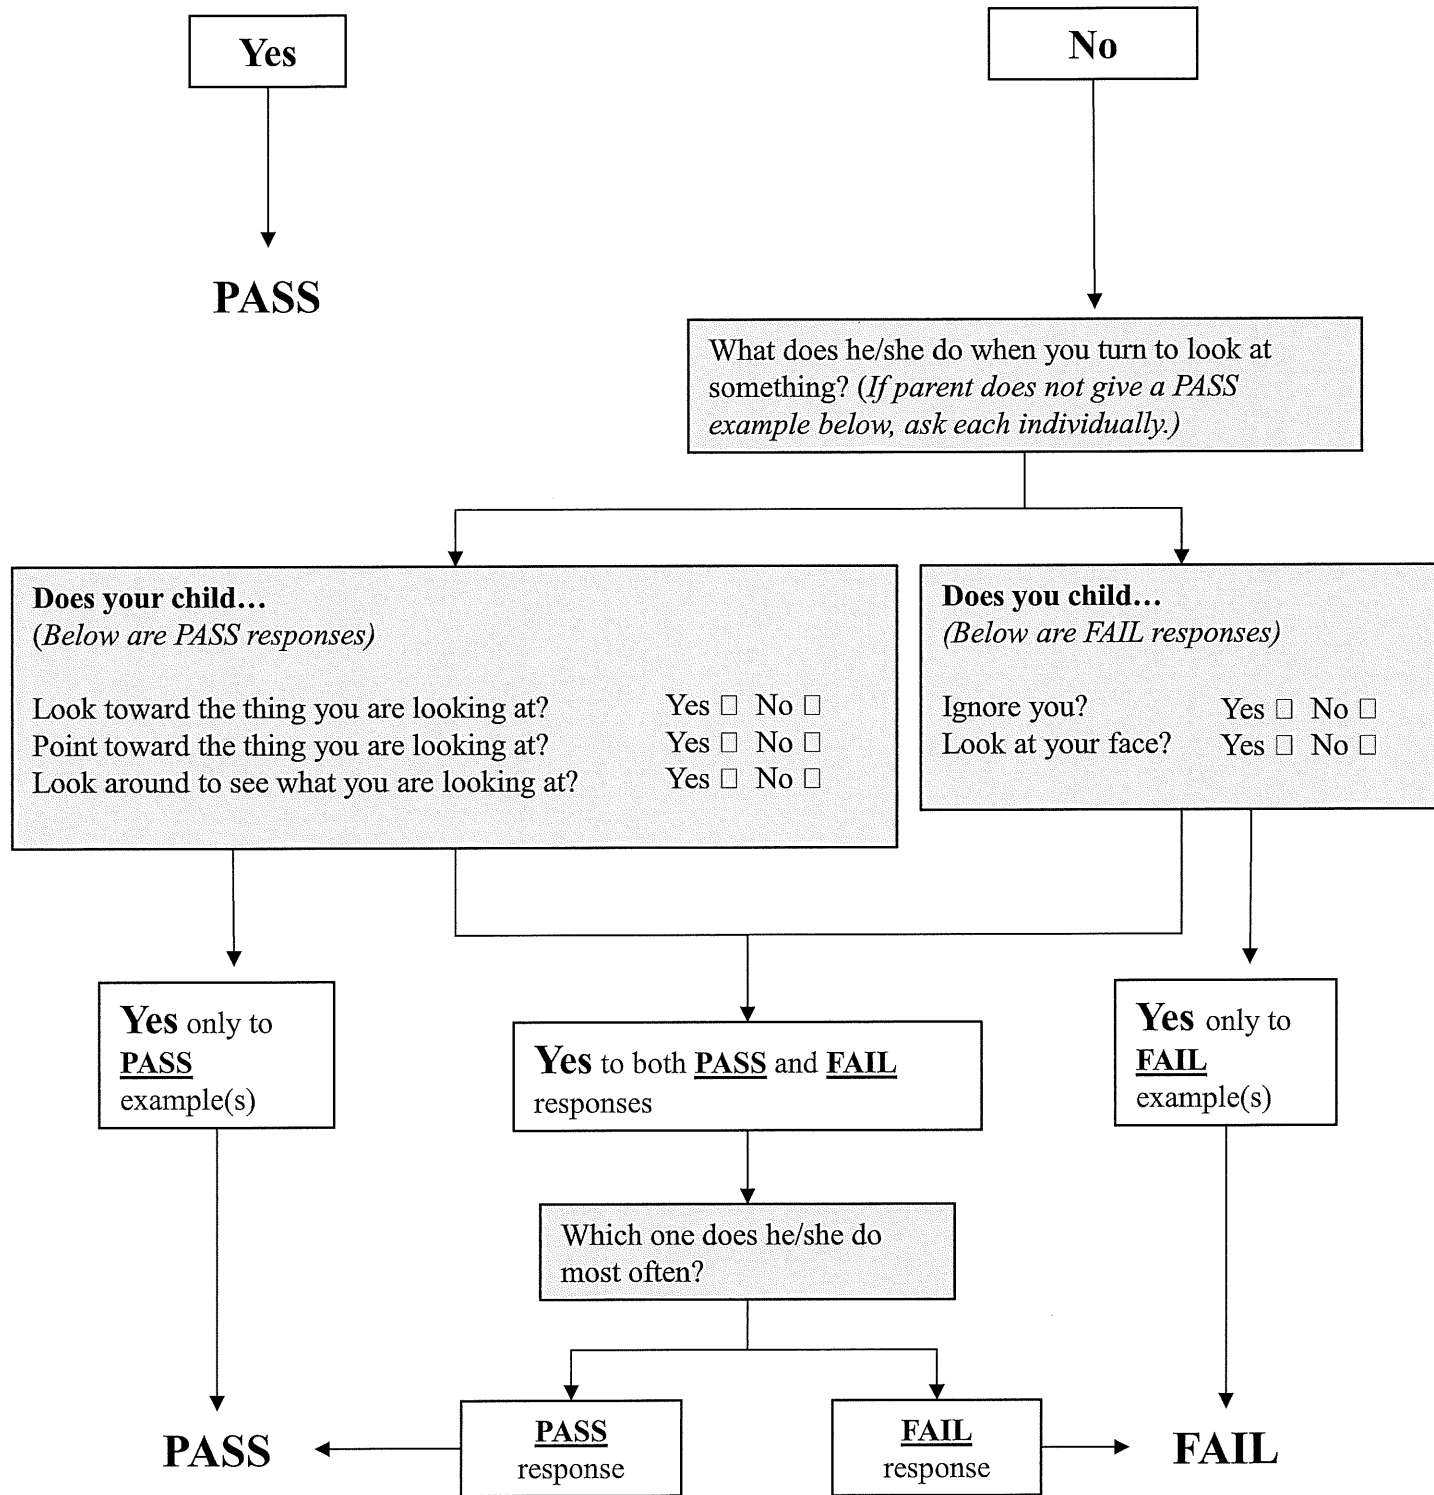 Yes
No
PASS
What does he/she do when you turn to look at
something? (If parent does not give a PASS
example below, ask each individually.)
Does your child…
(Below are PASS responses)
Look toward the thing you are looking at? Yes □ No □
Point toward the thing you are looking at? Yes □ No □
Look around to see what you are looking at? Yes □ No □
Does you child…
(Below are FAIL responses)
Ignore you? Yes □ No □
Look at your face? Yes □ No □
Yes only to
PASS
example(s)
Yes to both PASS and FAIL
responses
Yes only to
FAIL
example(s)
Which one does he/she do
most often?
PASS
PASS
response
FAIL
response
FAIL